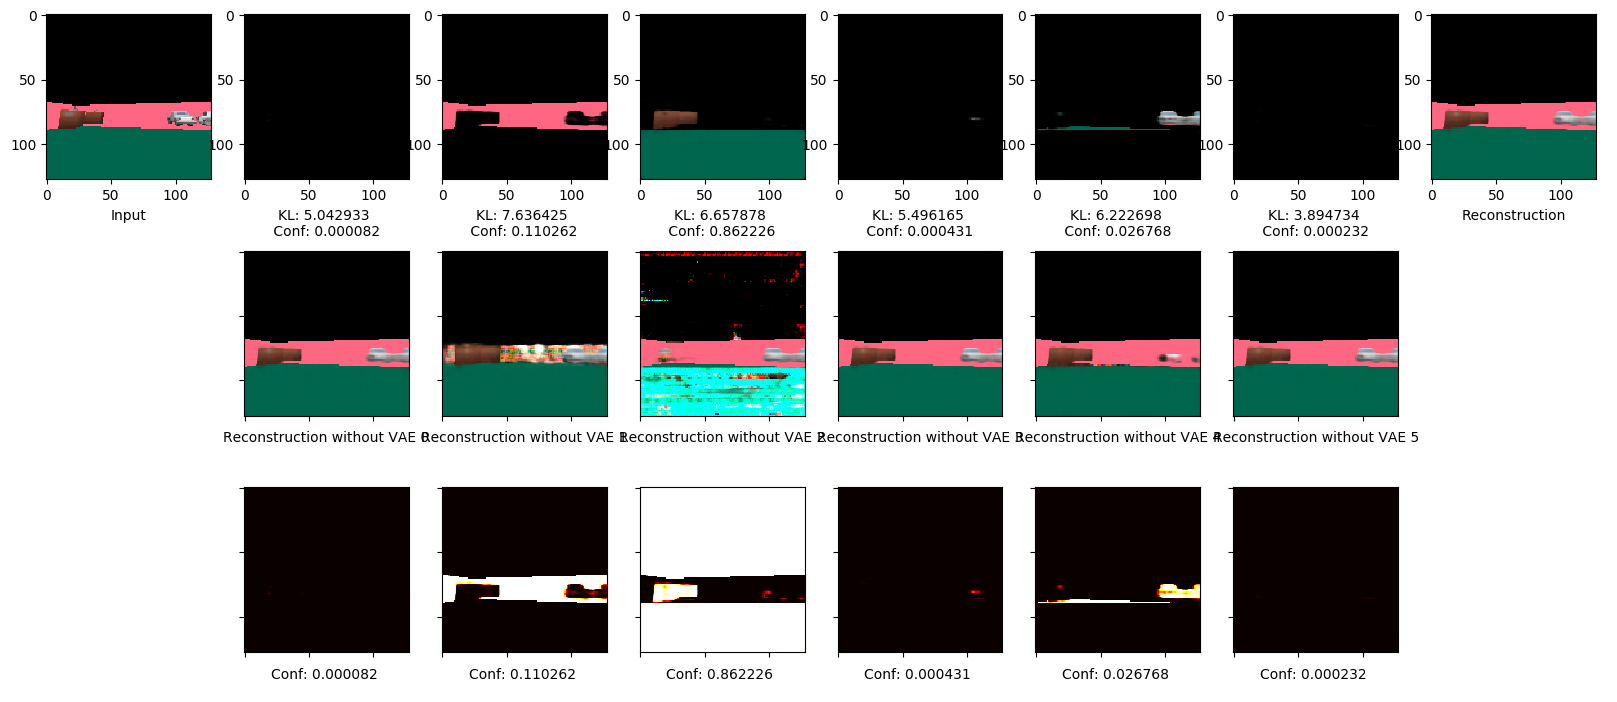 0
50
100
0 50 100
Input
0 50 100
KL: 5.042933
Conf: 0.000082
0
50
100
0 50 100
KL: 7.636425
Conf: 0.110262
0
50
100
0 50 100
KL: 6.657878
Conf: 0.862226
0
50
100
0 50 100
KL: 5.496165
Conf: 0.000431
0
50
100
0 50 100
KL: 6.222698
Conf: 0.026768
0
50
100
0 50 100
KL: 3.894734
Conf: 0.000232
0
50
100
0 50 100
Reconstruction
0
50
100
Reconstruction without VAE 0
Reconstruction without VAE 1
Reconstruction without VAE 2
Reconstruction without VAE 3
Reconstruction without VAE 4
Reconstruction without VAE 5
Conf: 0.000082
Conf: 0.110262
Conf: 0.862226
Conf: 0.000431
Conf: 0.026768
Conf: 0.000232